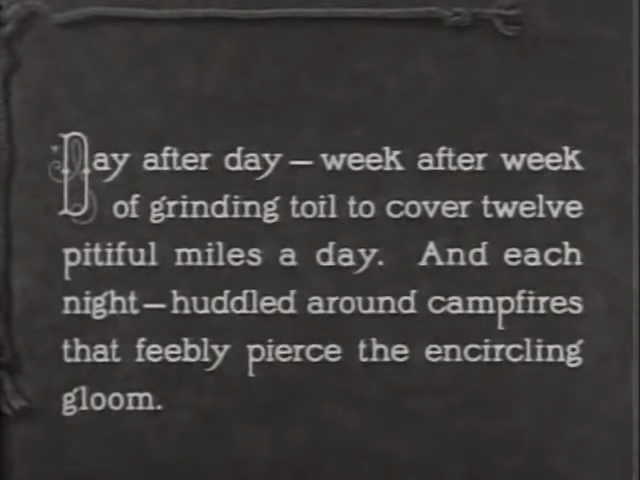 Day after day — week after week
of grinding toil to cover twelve
pitiful miles a day. And each
night — huddled around campfires
that feebly pierce the encircling
gloom.